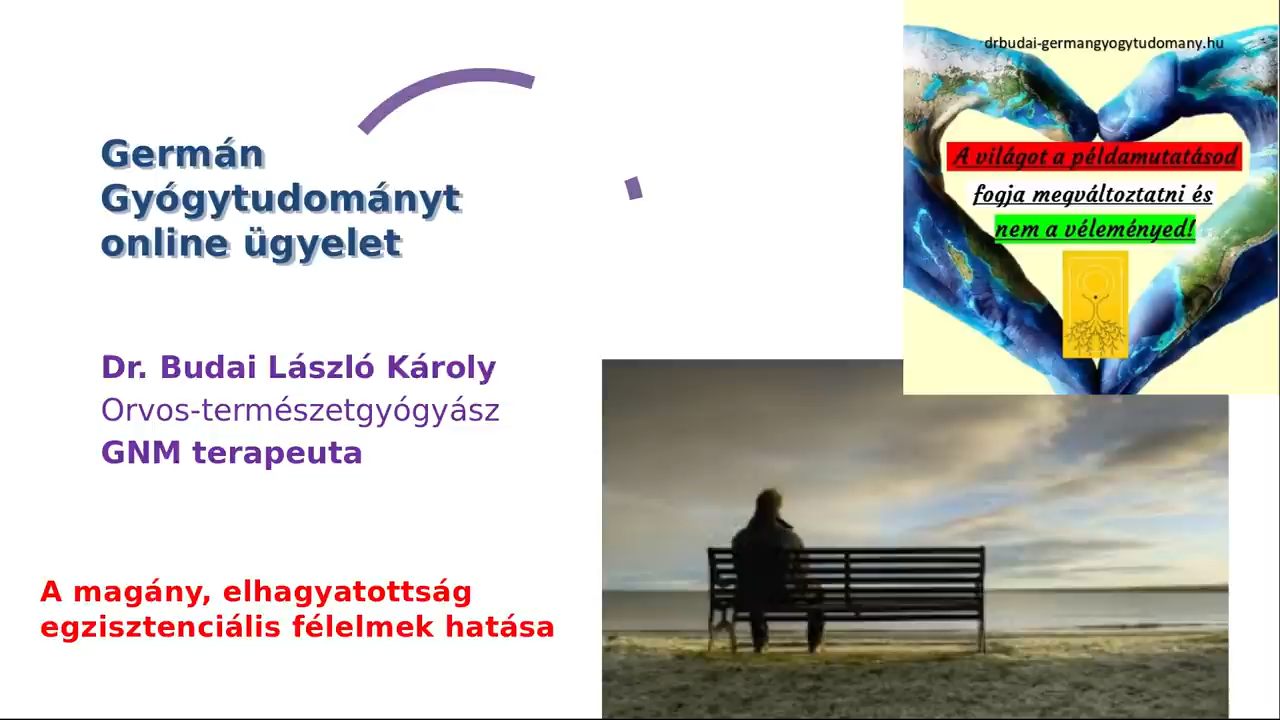 Germán
Gyógytudományt
online ügyelet
Dr. Budai László Károly
Orvos-természetgyógyász
GNM terapeuta
A magány, elhagyatottság
egzisztenciális félelmek hatása
drbudai-germangyogytudomany.hu
A világot a példamutatásod
fogja megváltoztatni és
nem a véleményed!